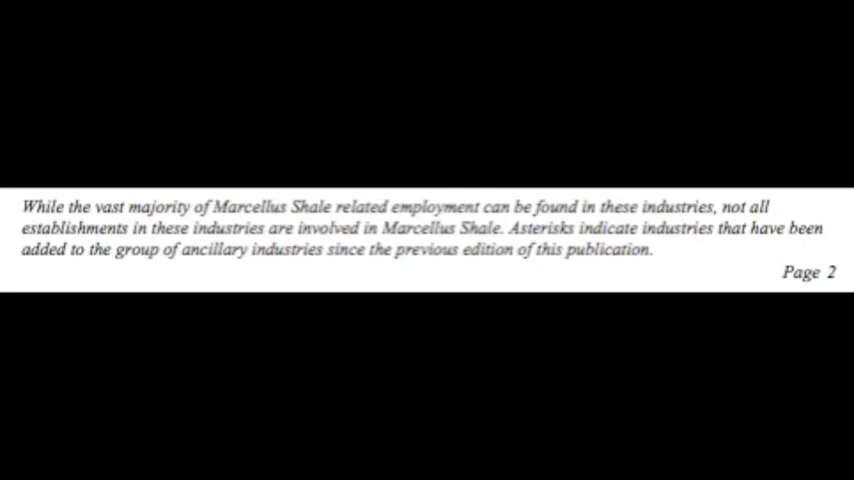 While the vast majority of Marcellus Shale related employment can be found in these industries, not all
establishments in these industries are involved in Marcellus Shale. Asterisks indicate industries that have been
added to the group of ancillary industries since the previous edition of this publication.
Page 2